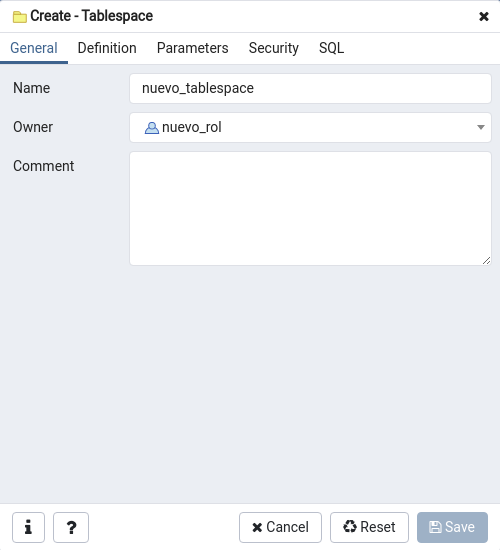 Create - Tablespace
General Definition Parameters Security SQL
Name nuevo_tablespace
Owner nuevo_rol
Comment
i ? Cancel Reset Save